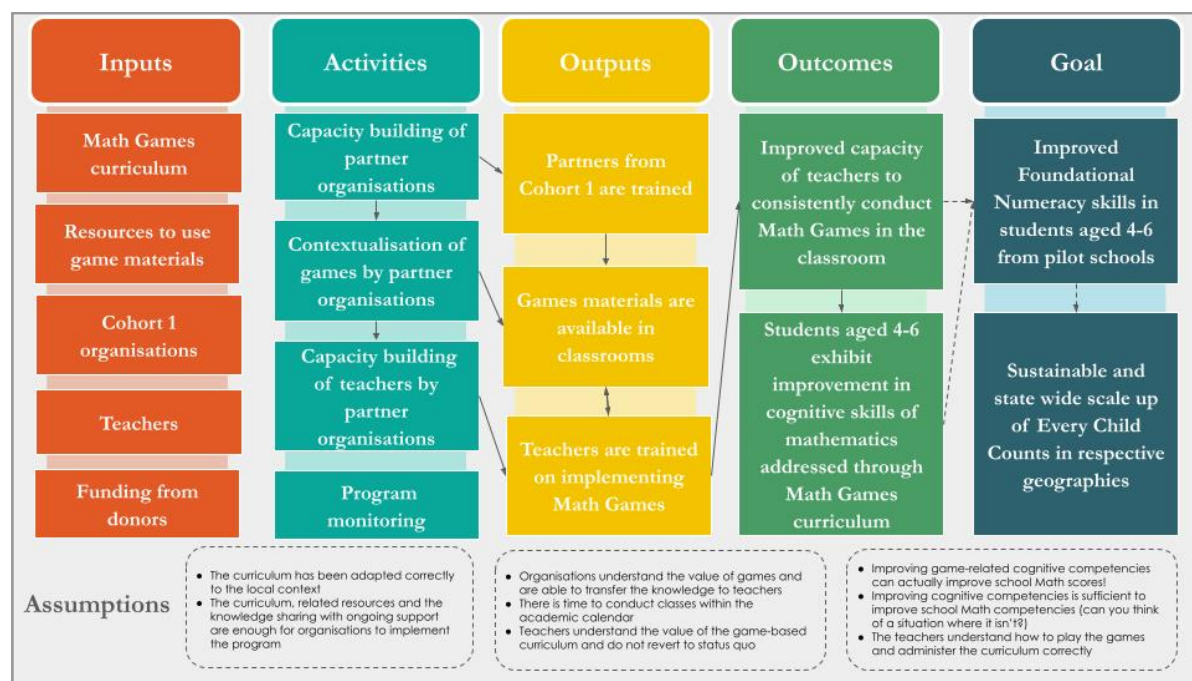 Inputs
Activities
Outputs
Outcomes
Goal
Math Games
curriculum
Resources to use
game materials
Cohort 1
organisations
Teachers
Funding from
donors
Capacity building of
partner
organisations
Contextualisation of
games by partner
organisations
Capacity building
of teachers by
partner
organisations
Program
monitoring
Partners from
Cohort 1 are trained
Games materials are
available in
classrooms
Teachers are trained
on implementing
Math Games
Improved capacity
of teachers to
consistently conduct
Math Games in the
classroom
Students aged 4-6
exhibit
improvement in
cognitive skills of
mathematics
addressed through
Math Games
curriculum
Improved
Foundational
Numeracy skills in
students aged 4-6
from pilot schools
Sustainable and
state wide scale up
of Every Child
Counts in respective
geographies
Assumptions
● The curriculum has been adapted correctly
to the local context
● The curriculum, related resources and the
knowledge sharing with ongoing support
are enough for organisations to implement
the program
● Organisations understand the value of games and
are able to transfer the knowledge to teachers
● There is time to conduct classes within the
academic calendar
● Teachers understand the value of the game-based
curriculum and do not revert to status quo
● Improving game-related cognitive competencies
can actually improve school Math scores!
● Improving cognitive competencies is sufficient to
improve school Math competencies (can you think
of a situation where it isn't?)
● The teachers understand how to play the games
and administer the curriculum correctly